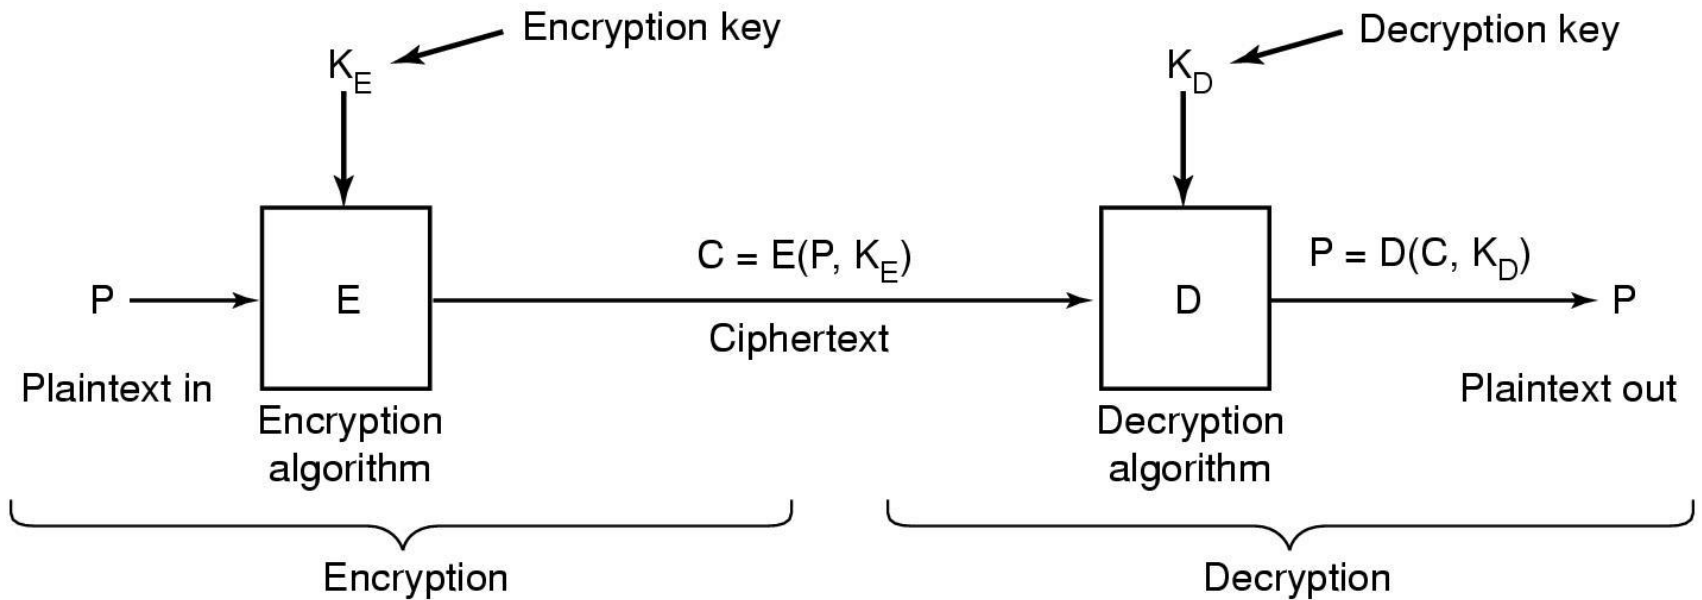 Encryption key
K_E
Decryption key
K_D
P
E
C = E(P, K_E)
D
P = D(C, K_D)
P
Ciphertext
Plaintext in
Plaintext out
Encryption
algorithm
Decryption
algorithm
Encryption
Decryption